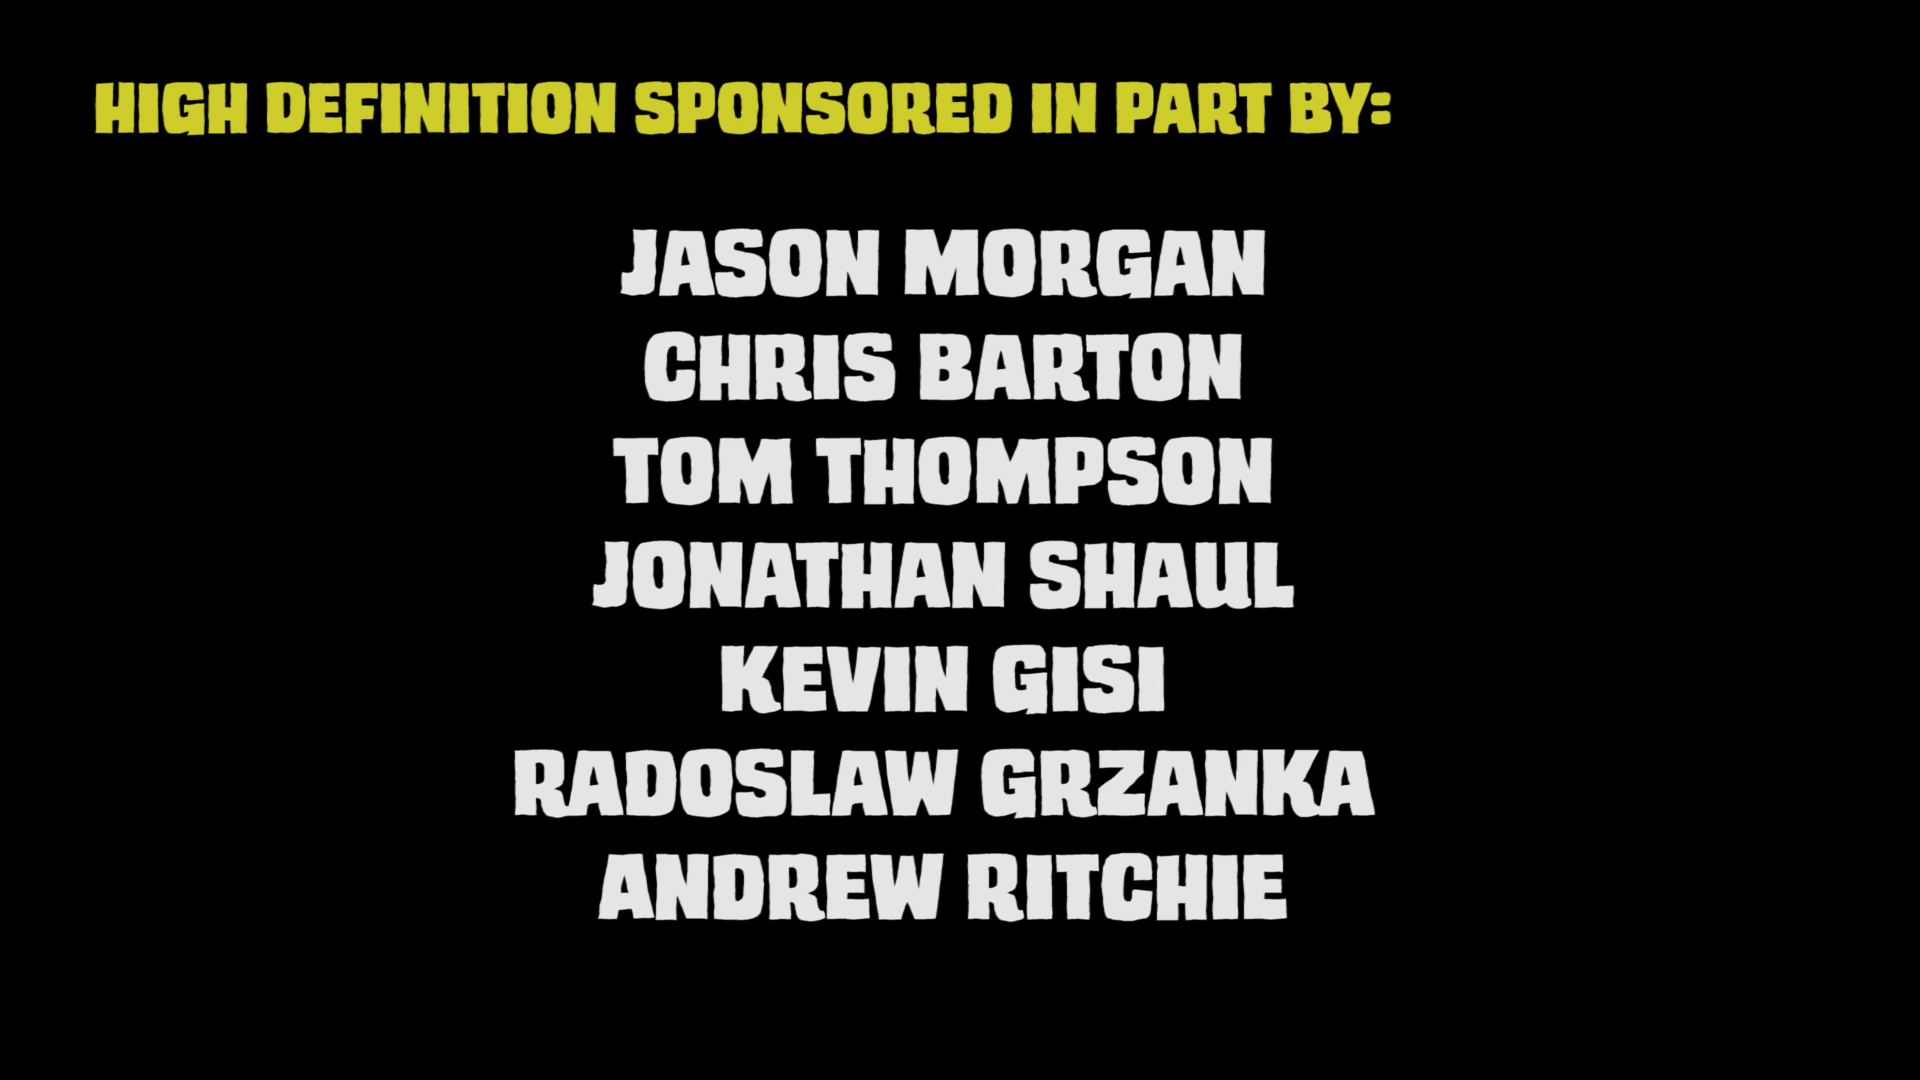 HIGH DEFINITION SPONSORED IN PART BY:
JASON MORGAN
CHRIS BARTON
TOM THOMPSON
JONATHAN SHAUL
KEVIN GISI
RADOSLAW GRZANKA
ANDREW RITCHIE